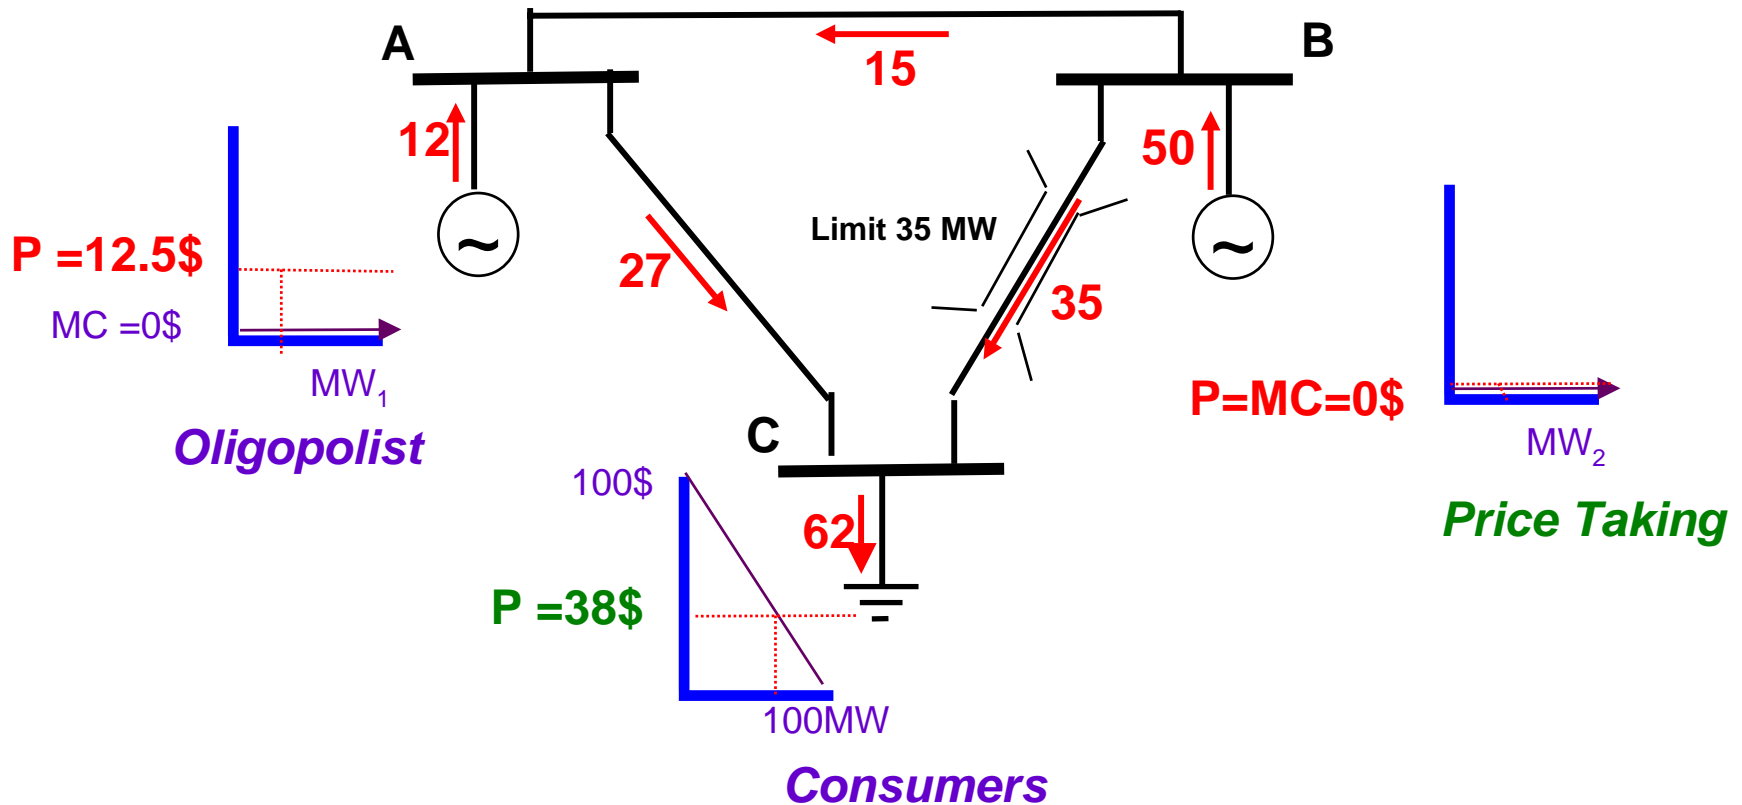 A
B
15
12
50
Limit 35 MW
P =12.5$
27
35
MC =0$
MW1
P=MC=0$
Oligopolist
C
MW2
100$
62
Price Taking
P =38$
100MW
Consumers
~
~